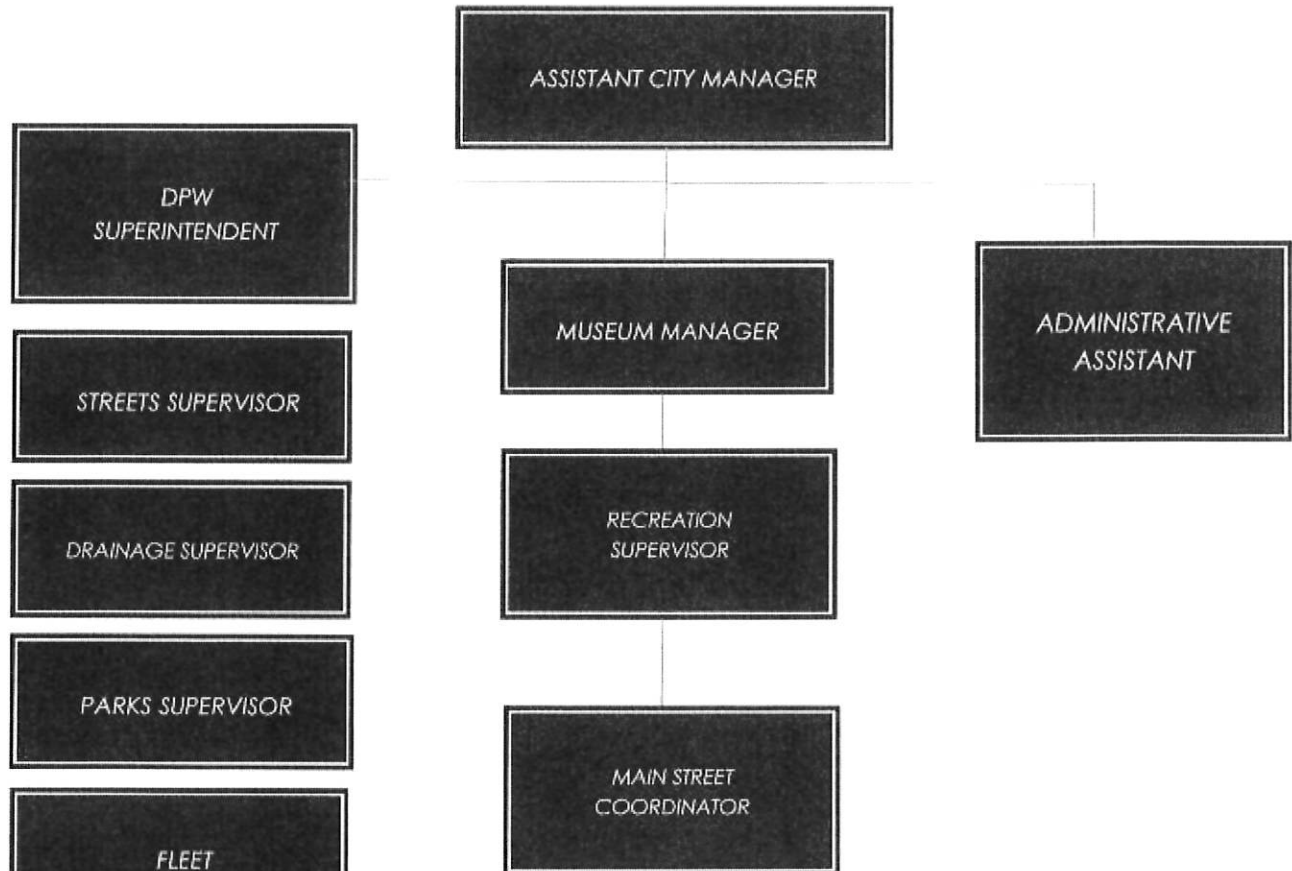 ASSISTANT CITY MANAGER
DPW
SUPERINTENDENT
STREETS SUPERVISOR
DRAINAGE SUPERVISOR
PARKS SUPERVISOR
FLEET
MUSEUM MANAGER
RECREATION
SUPERVISOR
MAIN STREET
COORDINATOR
ADMINISTRATIVE
ASSISTANT